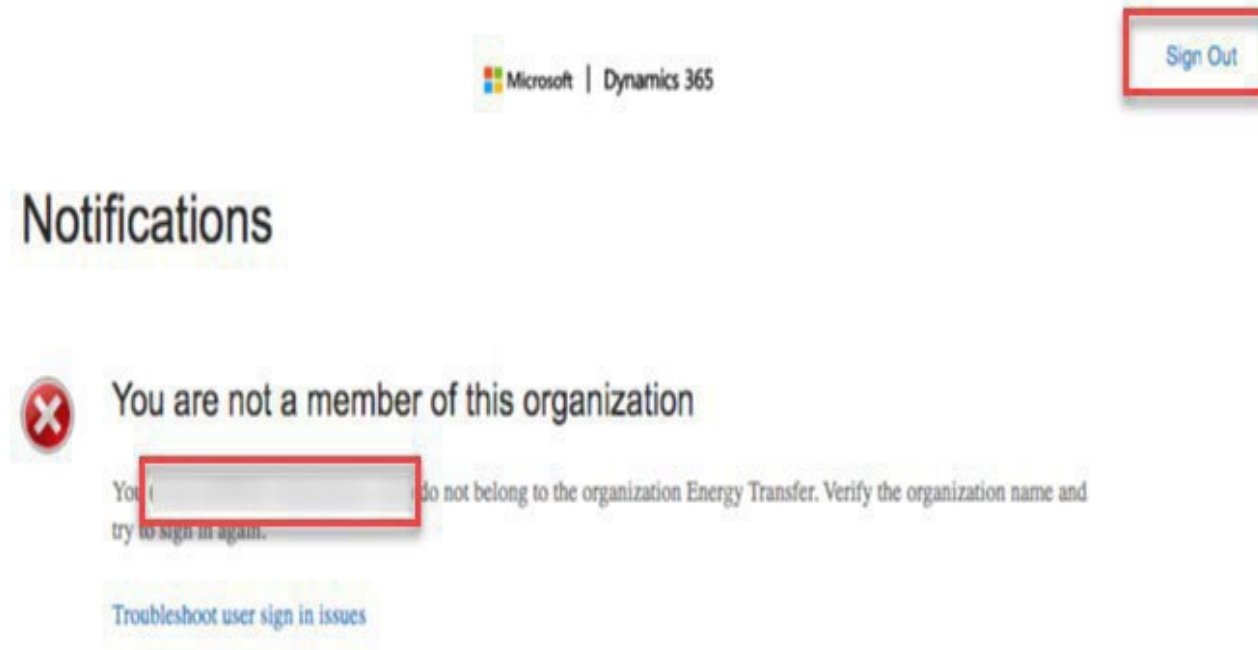 Sign Out
Microsoft | Dynamics 365
Notifications
You are not a member of this organization
You ( do not belong to the organization Energy Transfer. Verify the organization name and
try to sign in again.
Troubleshoot user sign in issues